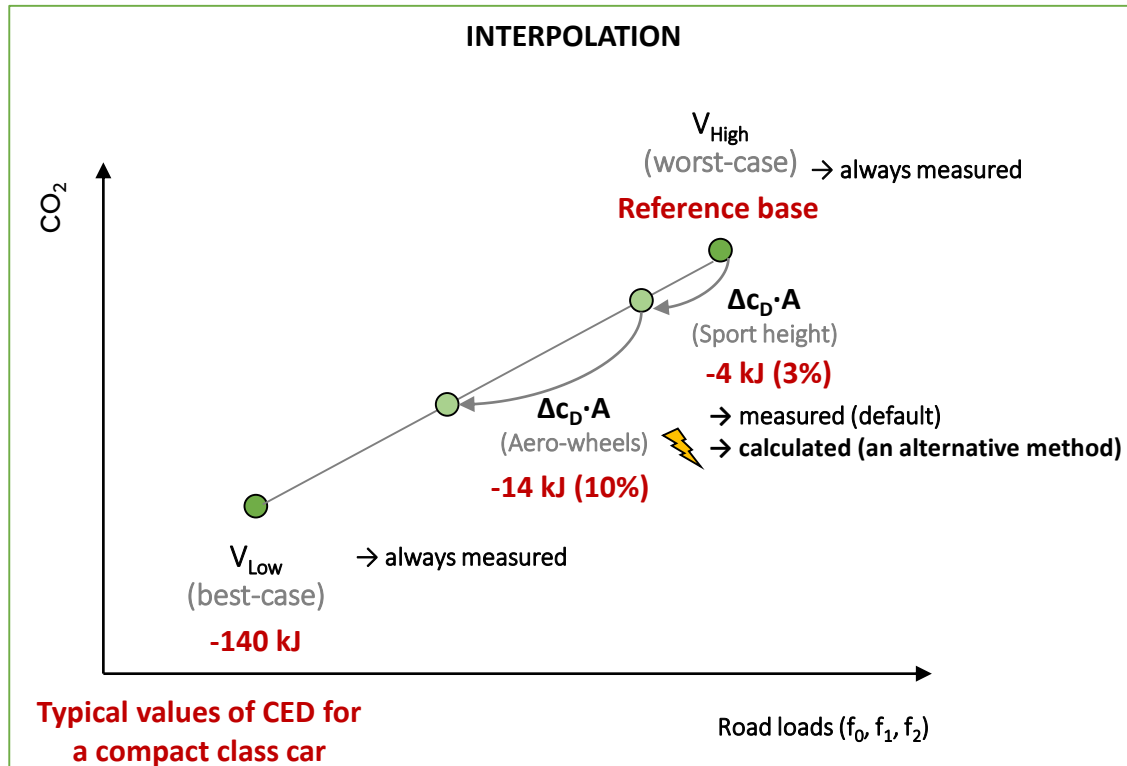 INTERPOLATION
V_High
(worst-case)
→ always measured
Reference base
CO₂
Δc_D·A
(Sport height)
-4 kJ (3%)
Δc_D·A
(Aero-wheels)
-14 kJ (10%)
→ measured (default)
→ calculated (an alternative method)
V_Low
→ always measured
(best-case)
-140 kJ
Typical values of CED for
a compact class car
Road loads (f₀, f₁, f₂)